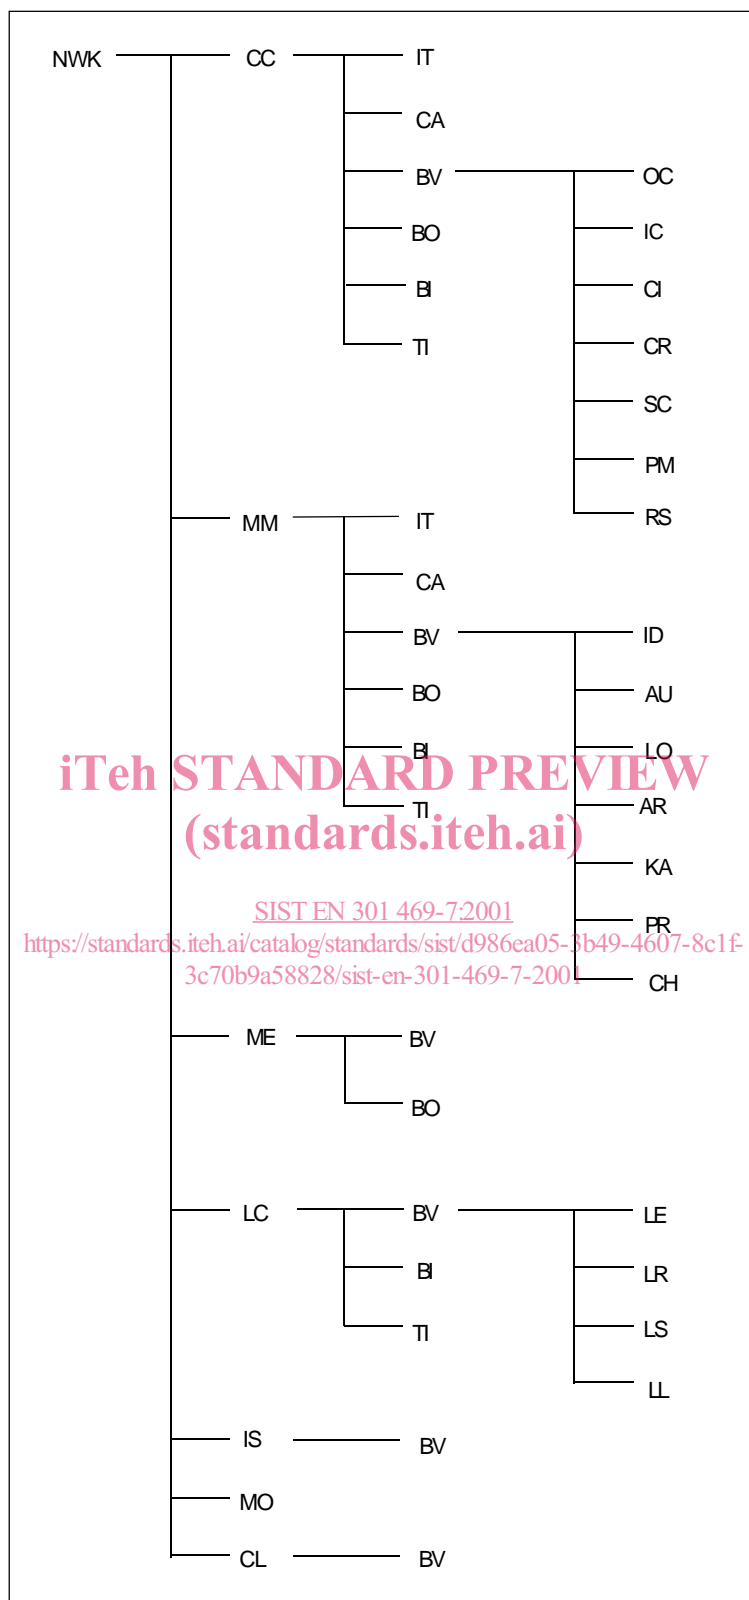 NWK CC IT
CA
BV OC
BO IC
BI CI
TI CR
SC
PM
MM IT RS
CA
BV ID
BO AU
BI LO
iTeh STANDARD PREVIEW
TI AR
(standards.iteh.ai)
KA
SIST EN 301 469-7:2001
PR
https://standards.iteh.ai/catalog/standards/sist/d986ea05-3b49-4607-8c1f-
3c70b9a58828/sist-en-301-469-7-2001
CH
ME BV
BO
LC BV LE
BI LR
TI LS
LL
IS BV
MO
CL BV